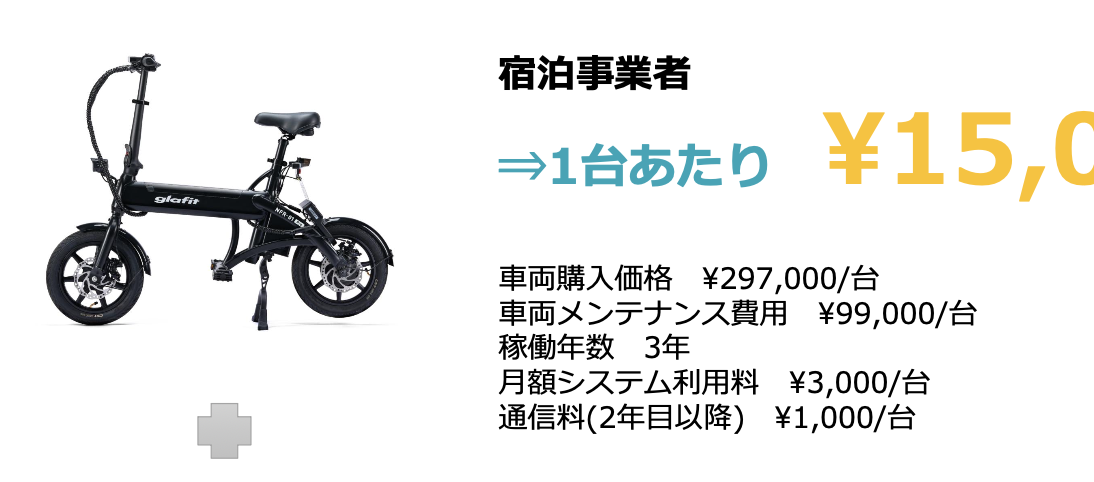 宿泊事業者
⇒1台あたり ¥15,0
glafit
NFR-01
車両購入価格 ¥297,000/台
車両メンテナンス費用 ¥99,000/台
稼働年数 3年
月額システム利用料 ¥3,000/台
通信料(2年目以降) ¥1,000/台